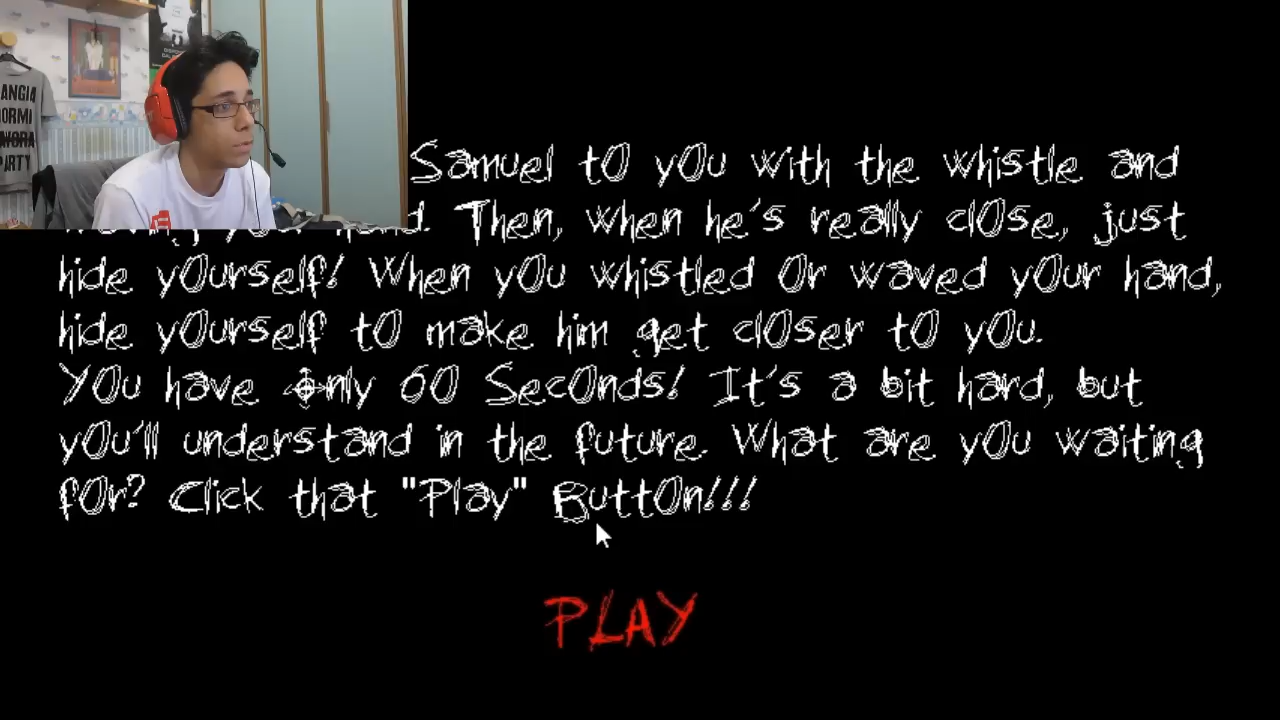 ANGIA
DORMI
PARTY
Samuel to you with the whistle and
Then, when he's really close, just
hide yourself! When you whistled Or waved your hand,
hide yourself to make him get closer to you.
You have only 60 Seconds! It's a bit hard, but
you'll understand in the future. What are you waiting
for? Click that "Play" Button!!!
PLAY